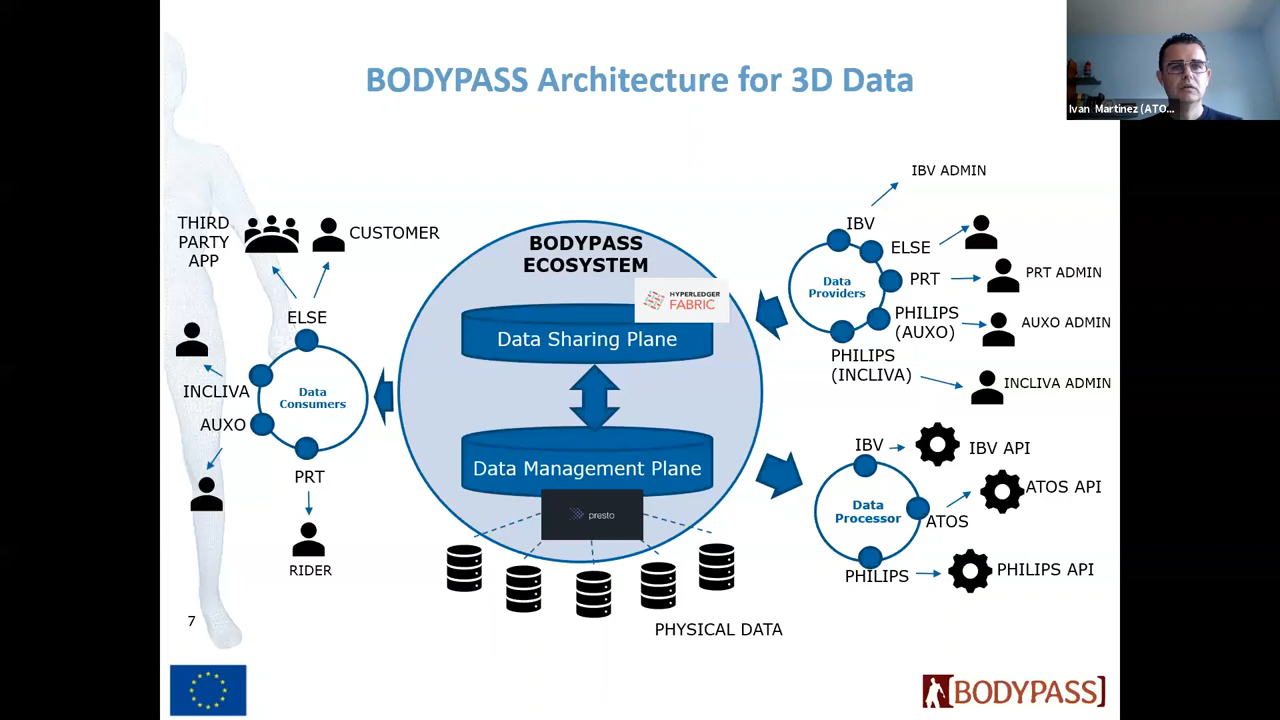 BODYPASS Architecture for 3D Data
Ivan Martinez (ATO...
THIRD
PARTY
APP
CUSTOMER
ELSE
INCLIVA
AUXO
Data
Consumers
PRT
RIDER
BODYPASS
ECOSYSTEM
HYPERLEDGER
FABRIC
Data Sharing Plane
Data Management Plane
presto
PHYSICAL DATA
IBV ADMIN
IBV
ELSE
Data
Providers
PRT
PRT ADMIN
PHILIPS
(AUXO)
AUXO ADMIN
PHILIPS
(INCLIVA)
INCLIVA ADMIN
IBV
IBV API
Data
Processor
ATOS
ATOS API
PHILIPS
PHILIPS API
7
[BODYPASS]